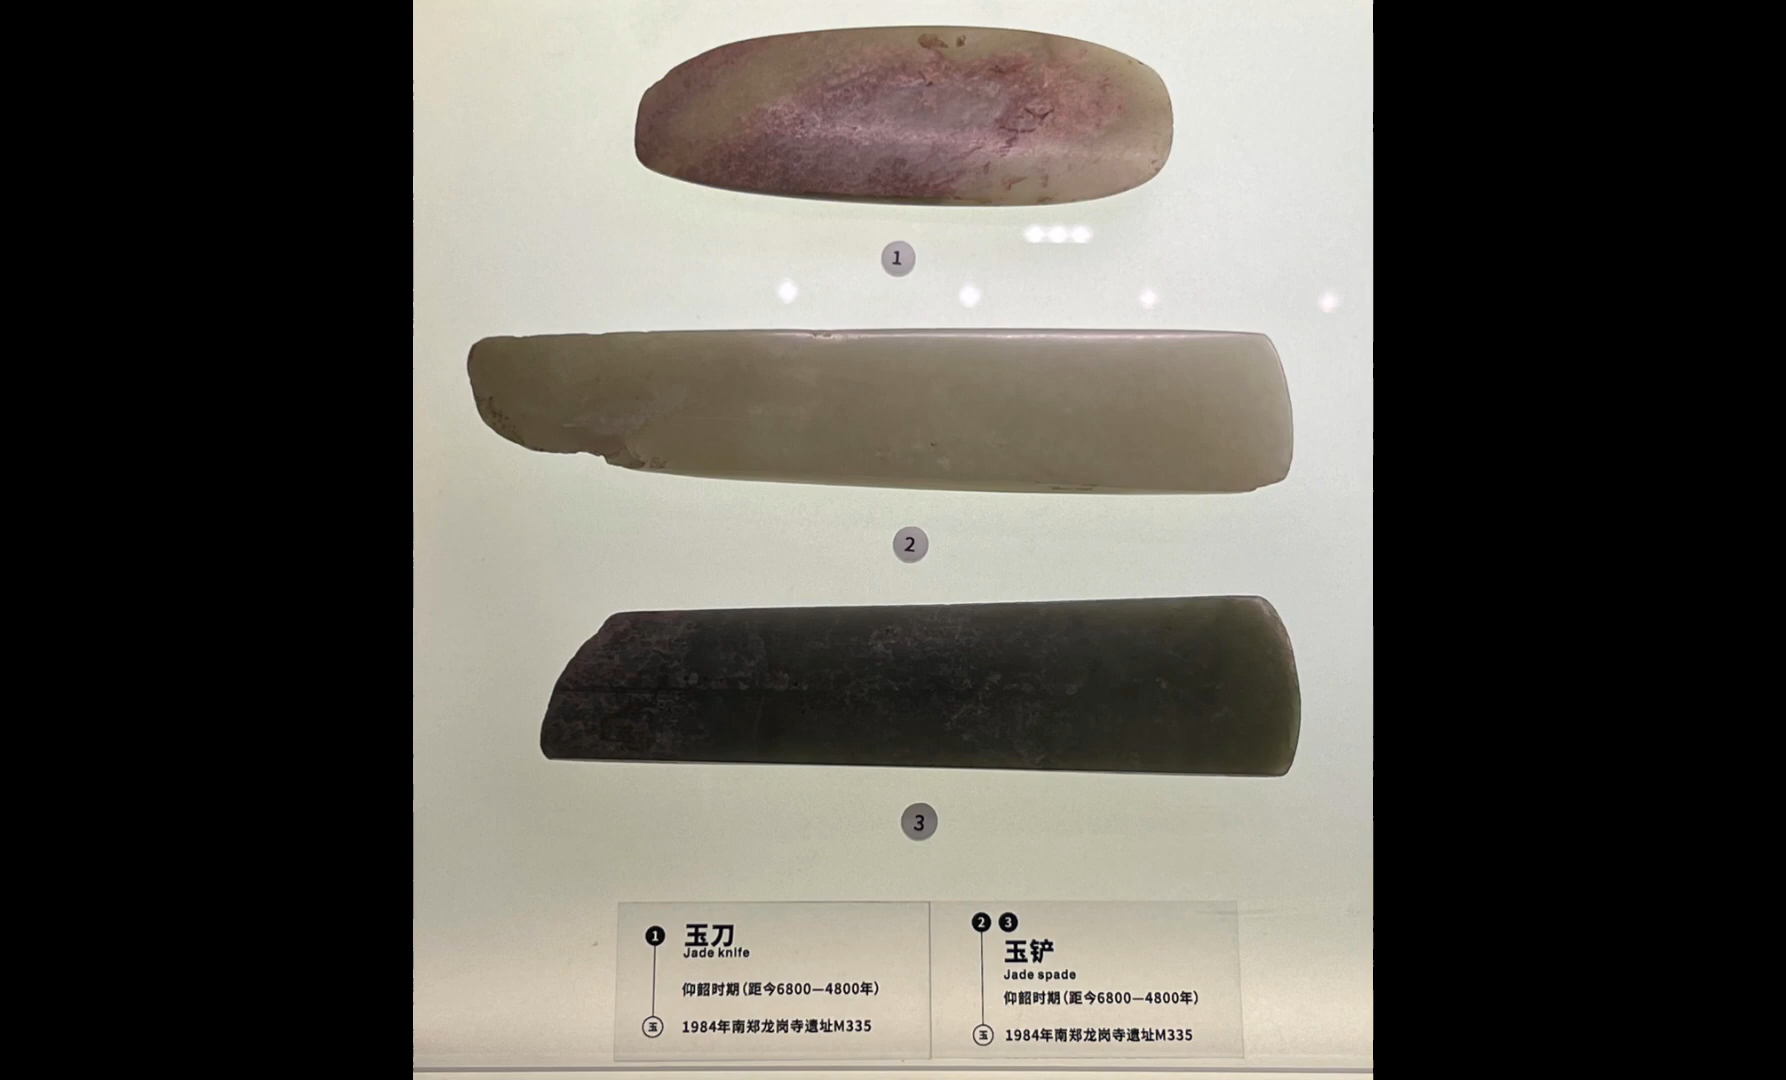 1
2
3
1 玉刀
Jade knife
仰韶时期（距今6800—4800年）
玉 1984年南郑龙岗寺遗址M335
2 3
玉铲
Jade spade
仰韶时期（距今6800—4800年）
玉 1984年南郑龙岗寺遗址M335